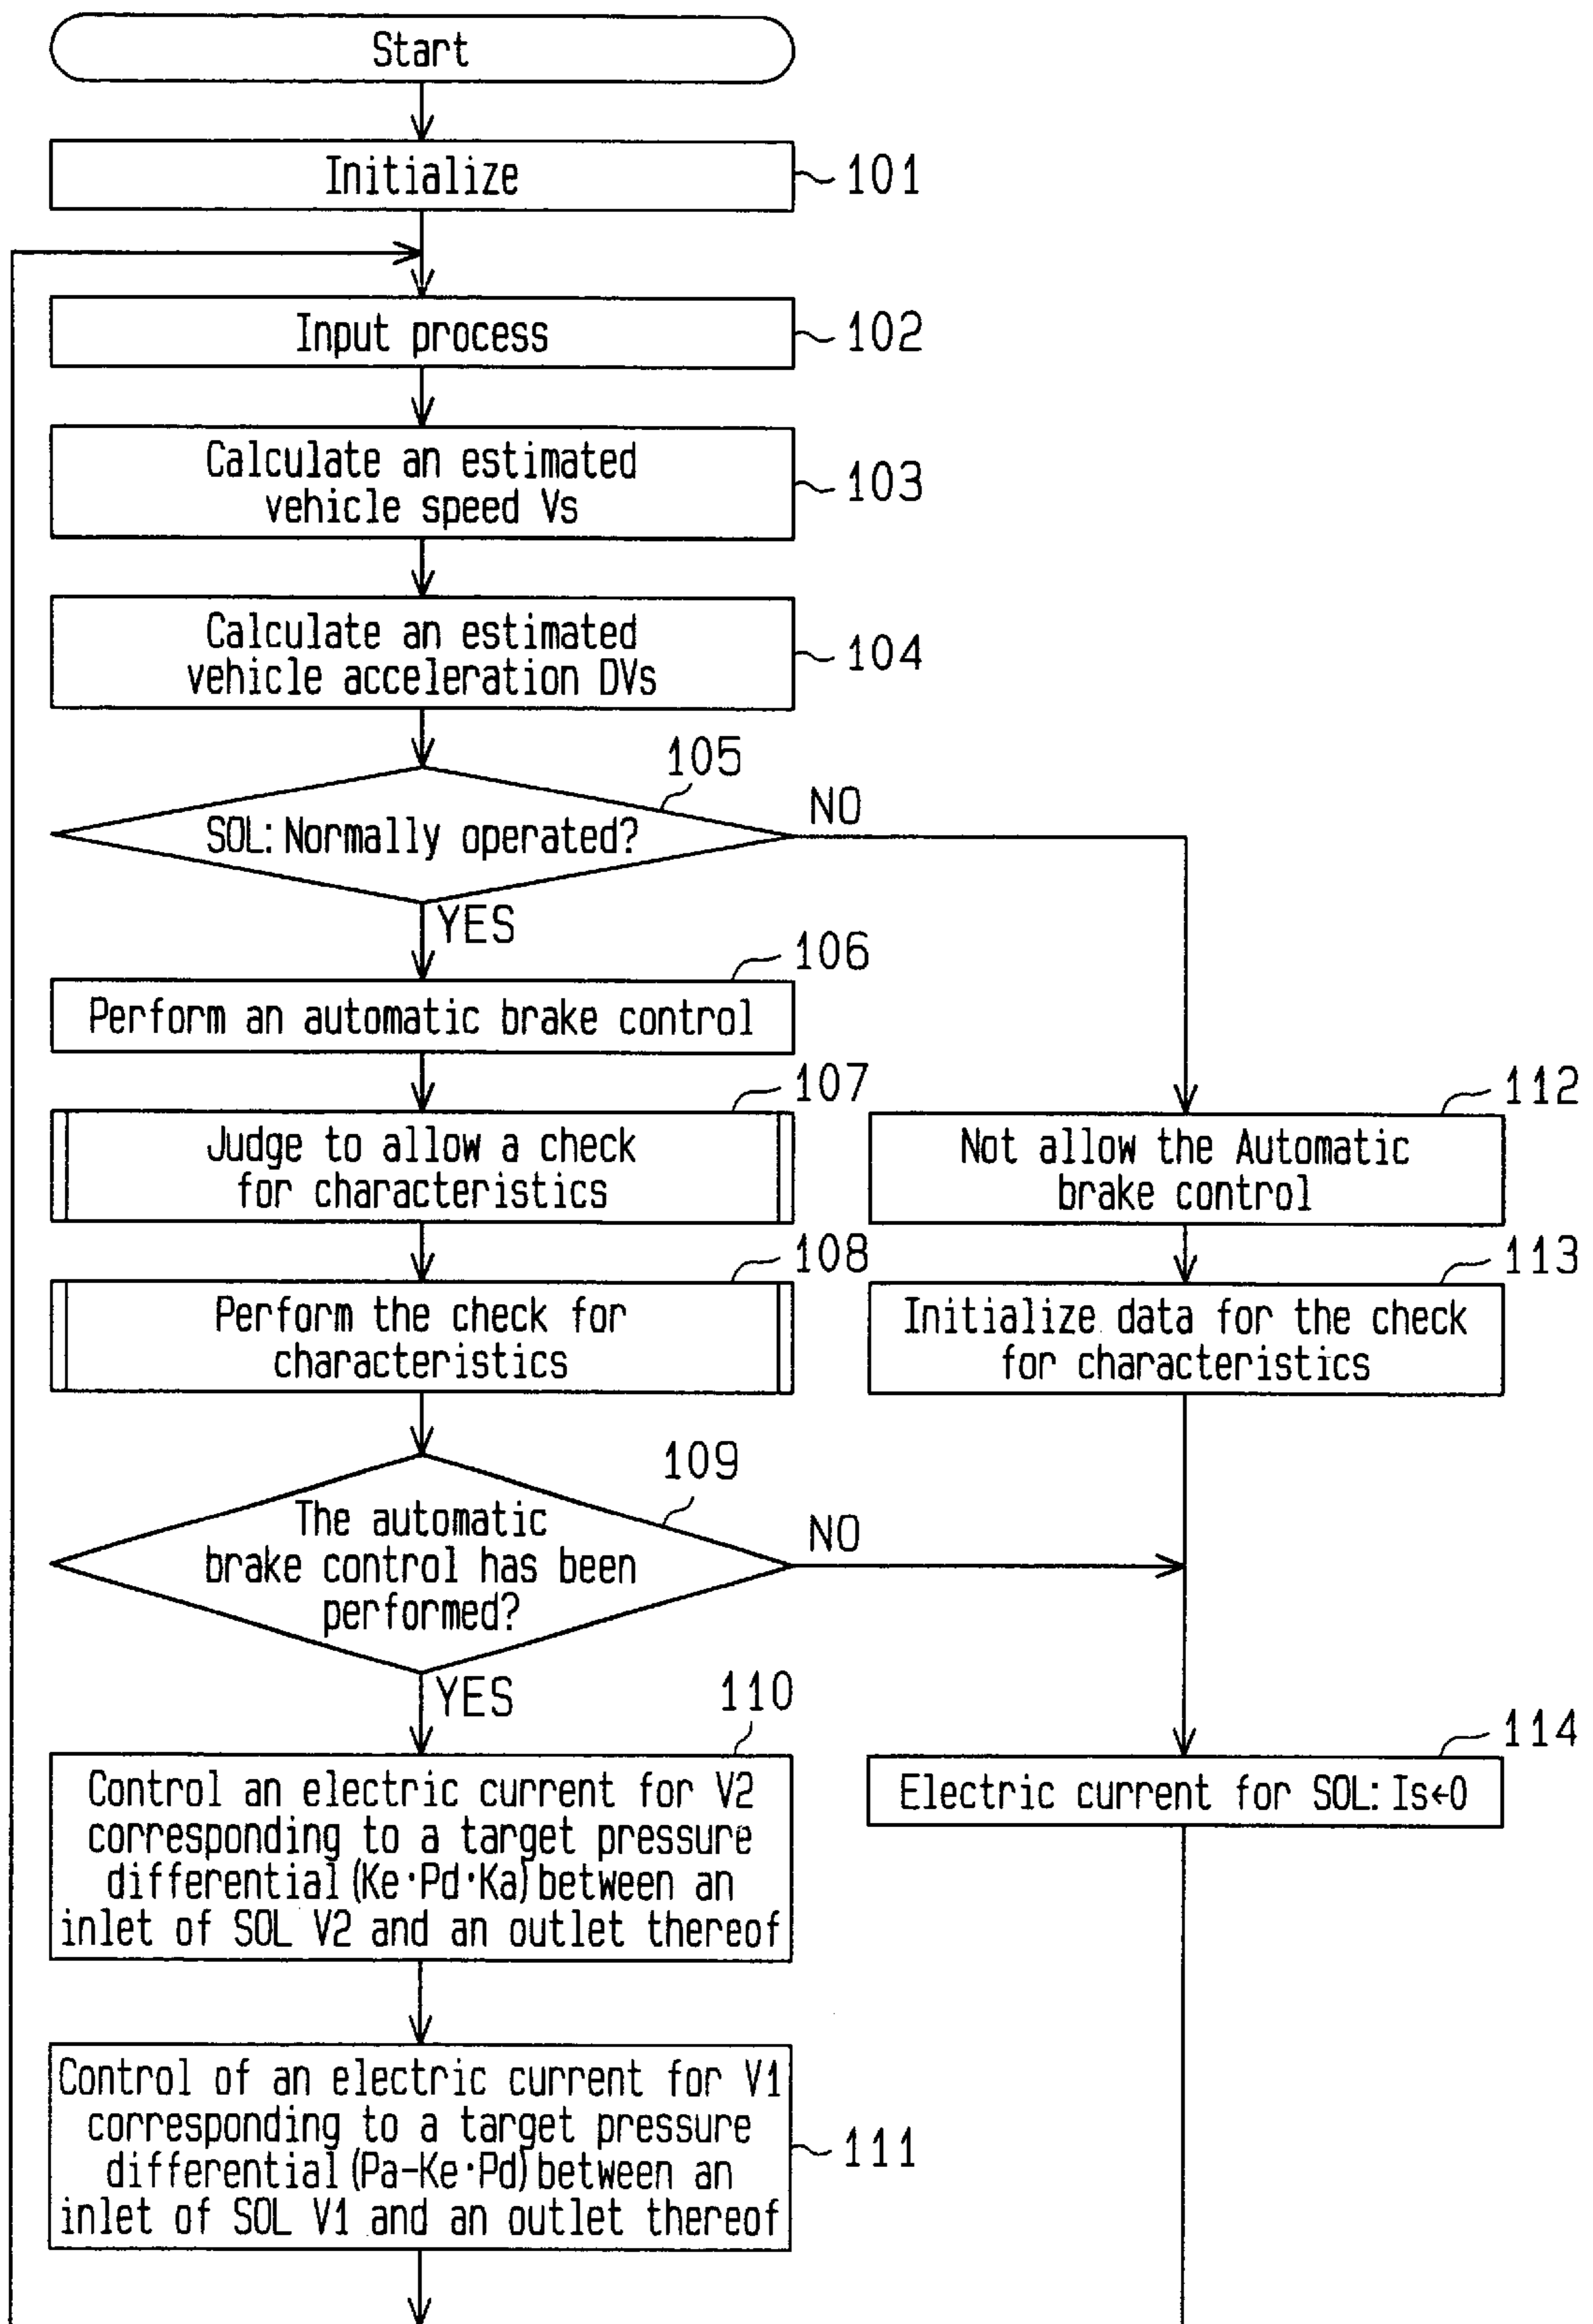 Start
Initialize
101
Input process
102
Calculate an estimated
vehicle speed Vs
103
Calculate an estimated
vehicle acceleration DVs
104
105
SOL: Normally operated?
NO
YES
106
Perform an automatic brake control
107
Judge to allow a check
for characteristics
112
Not allow the Automatic
brake control
108
Perform the check for
characteristics
113
Initialize data for the check
for characteristics
109
The automatic
brake control has been
performed?
NO
YES
110
Control an electric current for V2
corresponding to a target pressure
differential (Ke·Pd·Ka) between an
inlet of SOL V2 and an outlet thereof
114
Electric current for SOL: Is←0
Control of an electric current for V1
corresponding to a target pressure
differential (Pa-Ke·Pd) between an
inlet of SOL V1 and an outlet thereof
111